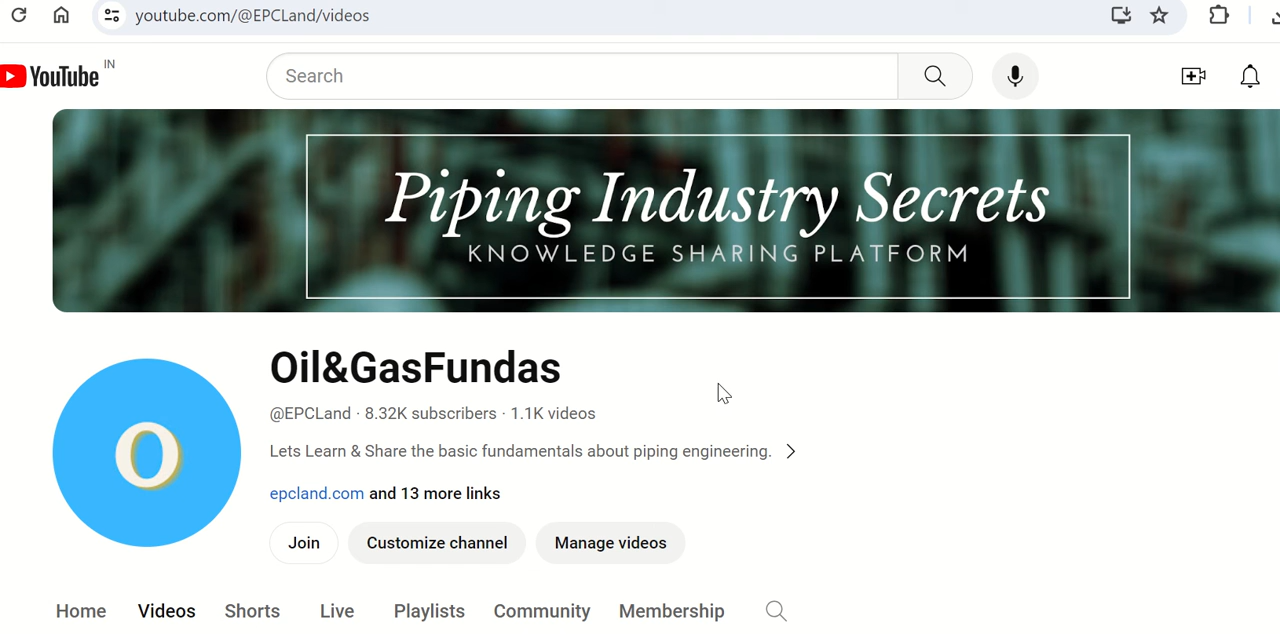 youtube.com/@EPCLand/videos
YouTube IN
Search
Piping Industry Secrets
KNOWLEDGE SHARING PLATFORM
O
Oil&GasFundas
@EPCLand · 8.32K subscribers · 1.1K videos
Lets Learn & Share the basic fundamentals about piping engineering.
epcland.com and 13 more links
Join Customize channel Manage videos
Home Videos Shorts Live Playlists Community Membership